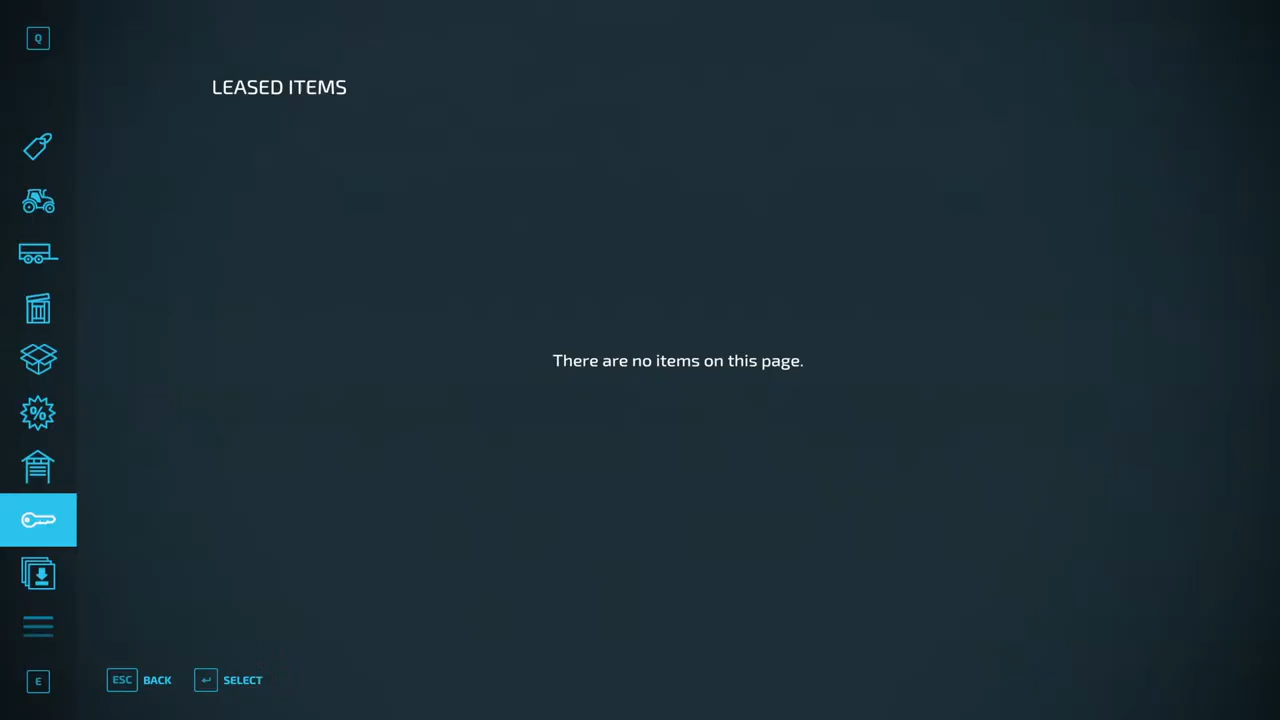 Q
LEASED ITEMS
%
There are no items on this page.
E
ESC BACK ↵ SELECT